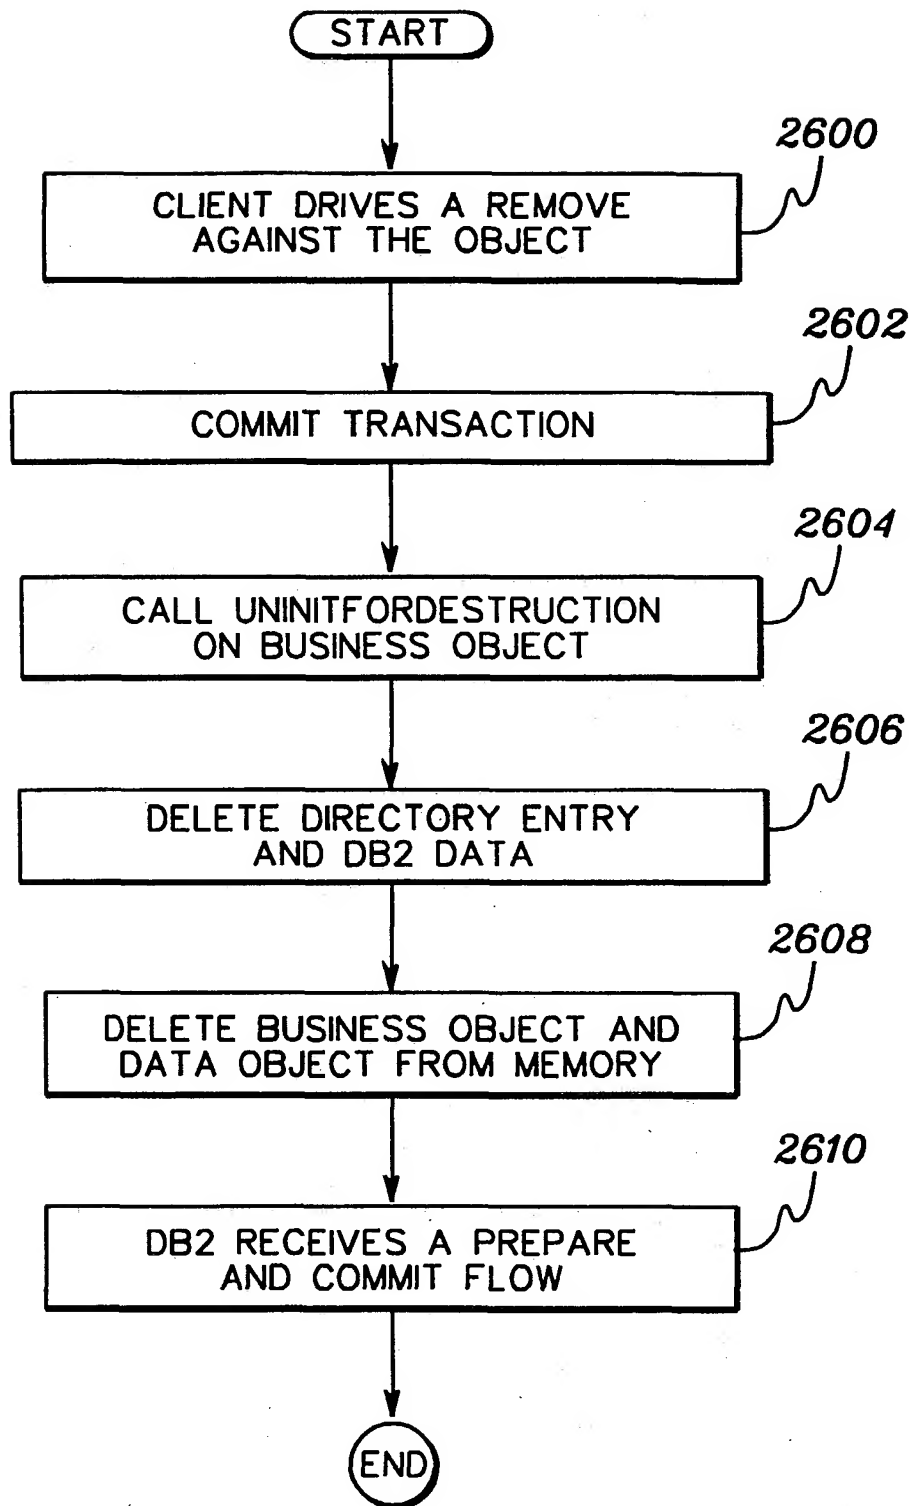 START
2600
CLIENT DRIVES A REMOVE
AGAINST THE OBJECT
2602
COMMIT TRANSACTION
2604
CALL UNINITFORDESTRUCTION
ON BUSINESS OBJECT
2606
DELETE DIRECTORY ENTRY
AND DB2 DATA
2608
DELETE BUSINESS OBJECT AND
DATA OBJECT FROM MEMORY
2610
DB2 RECEIVES A PREPARE
AND COMMIT FLOW
END